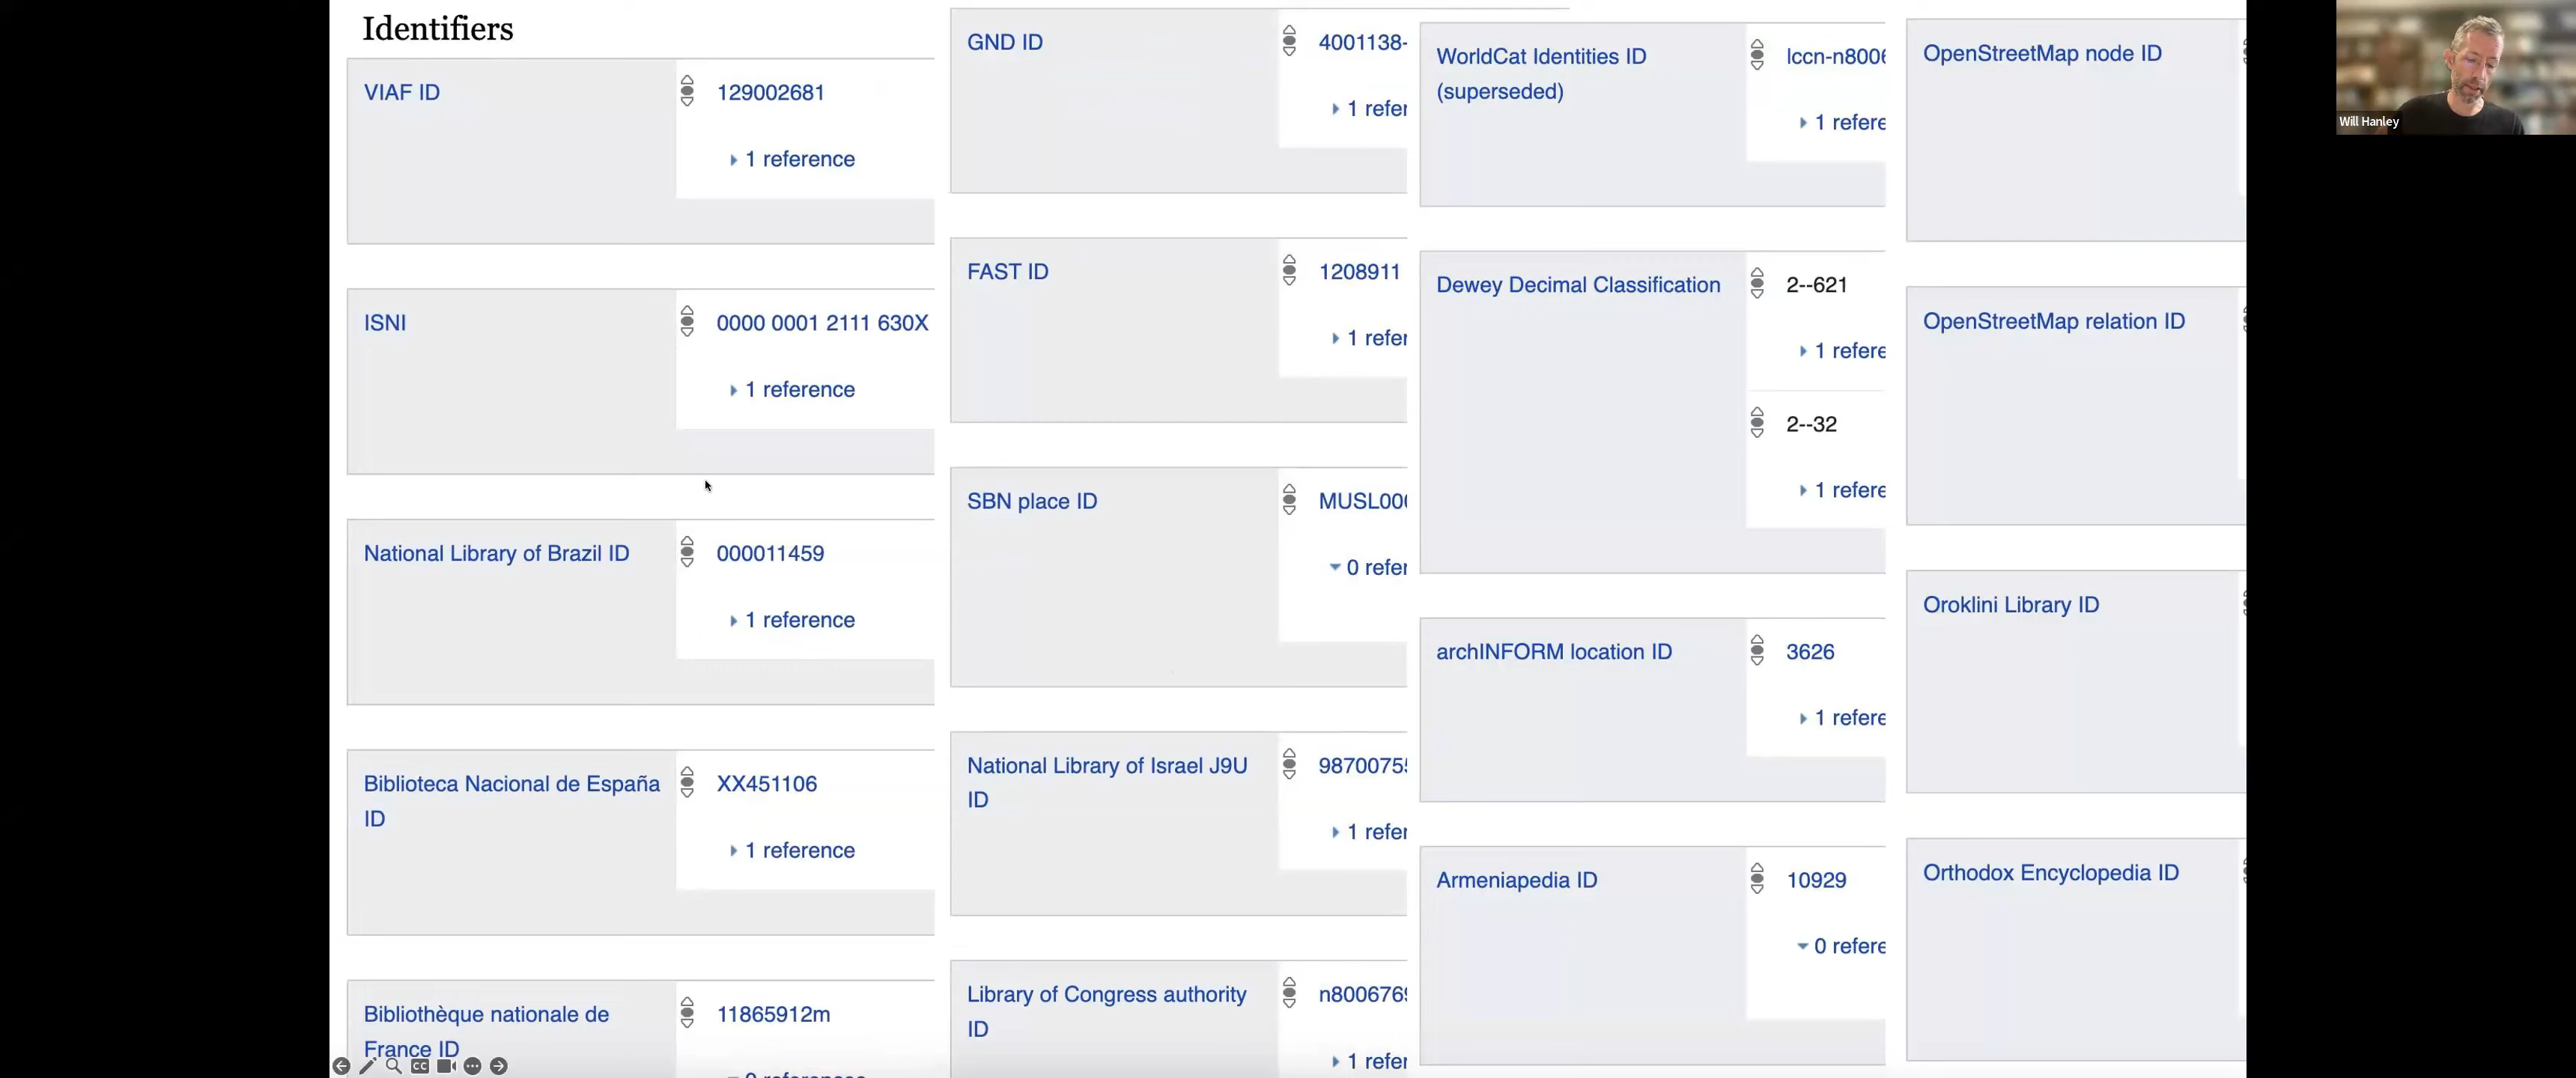 Identifiers
VIAF ID
129002681
1 reference
ISNI
0000 0001 2111 630X
1 reference
National Library of Brazil ID
000011459
1 reference
Biblioteca Nacional de España
ID
XX451106
1 reference
Bibliothèque nationale de
France ID
11865912m
GND ID
4001138-
1 refer
FAST ID
1208911
1 refer
SBN place ID
MUSL00
0 refer
National Library of Israel J9U
ID
9870075
1 refer
Library of Congress authority
ID
n800676
1 refer
WorldCat Identities ID
(superseded)
lccn-n800
1 refere
Dewey Decimal Classification
2--621
1 refere
2--32
1 refere
archINFORM location ID
3626
1 refere
Armeniapedia ID
10929
0 refere
OpenStreetMap node ID
OpenStreetMap relation ID
Oroklini Library ID
Orthodox Encyclopedia ID
Will Hanley
CC